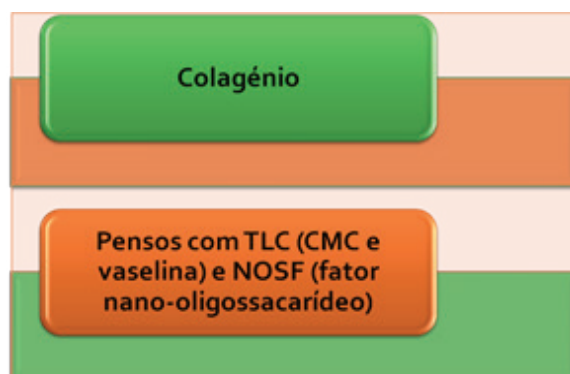 Colagénio
Pensos com TLC (CMC e
vaselina) e NOSF (fator
nano-oligossacarídeo)